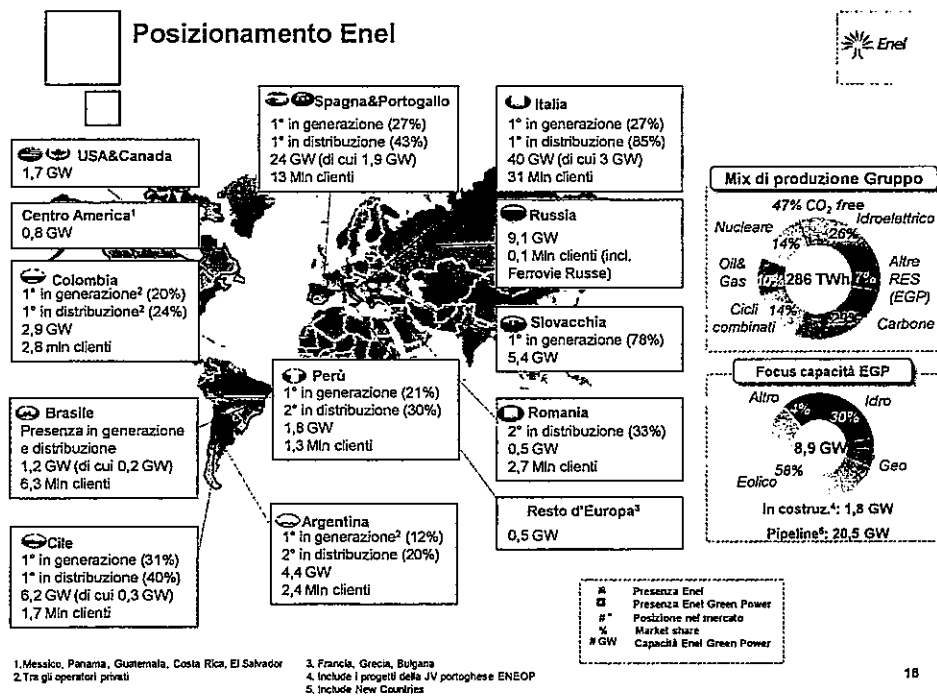 Posizionamento Enel
Enel
USA&Canada
1,7 GW
Centro America¹
0,8 GW
Colombia
1° in generazione² (20%)
1° in distribuzione² (24%)
2,9 GW
2,8 mln clienti
Brasile
Presenza in generazione
e distribuzione
1,2 GW (di cui 0,2 GW)
6,3 Mln clienti
Cile
1° in generazione (31%)
1° in distribuzione (40%)
6,2 GW (di cui 0,3 GW)
1,7 Mln clienti
Spagna&Portogallo
1° in generazione (27%)
1° in distribuzione (43%)
24 GW (di cui 1,9 GW)
13 Mln clienti
Perù
1° in generazione (21%)
2° in distribuzione (30%)
1,8 GW
1,3 Mln clienti
Argentina
1° in generazione² (12%)
2° in distribuzione (20%)
4,4 GW
2,4 Mln clienti
Italia
1° in generazione (27%)
1° in distribuzione (85%)
40 GW (di cui 3 GW)
31 Mln clienti
Russia
9,1 GW
0,1 Mln clienti (incl.
Ferrovie Russe)
Slovacchia
1° in generazione (78%)
5,4 GW
Romania
2° in distribuzione (33%)
0,5 GW
2,7 Mln clienti
Resto d'Europa³
0,5 GW
Mix di produzione Gruppo
47% CO₂ free
Nucleare
14%
Idroelettrico
26%
Oil&
Gas
10%
286 TWh
7%
Altre
RES
(EGP)
Cicli
combinati
14%
29%
Carbone
Focus capacità EGP
Altro
4%
Idro
30%
8,9 GW
58%
Eolico
Geo
In costruz.⁴: 1,8 GW
Pipeline⁵: 20,5 GW
Presenza Enel
Presenza Enel Green Power
#° Posizione nel mercato
% Market share
# GW Capacità Enel Green Power
1. Messico, Panama, Guatemala, Costa Rica, El Salvador
2. Tra gli operatori privati
3. Francia, Grecia, Bulgaria
4. Include i progetti della JV portoghese ENEOP
5. Include New Countries
18